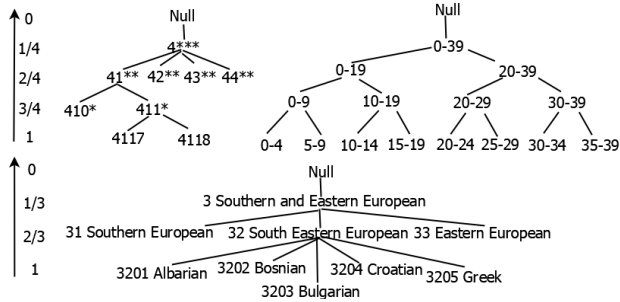 0
Null
1/4
4***
2/4
41** 42** 43** 44**
3/4
410* 411*
1
4117 4118
Null
0-39
0-19 20-39
0-9 10-19 20-29 30-39
0-4 5-9 10-14 15-19 20-24 25-29 30-34 35-39
0
Null
1/3
3 Southern and Eastern European
2/3
31 Southern European 32 South Eastern European 33 Eastern European
1
3201 Albarian 3202 Bosnian 3204 Croatian 3205 Greek
3203 Bulgarian